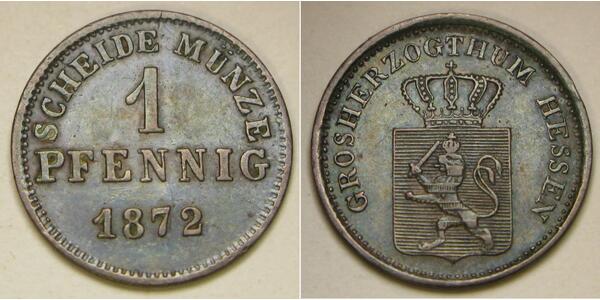 SCHEIDE MÜNZE
1
PFENNIG
1872
GROSHERZOGTHUM HESSEN